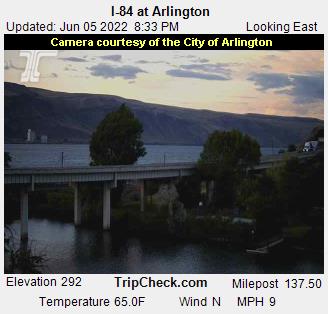 I-84 at Arlington
Updated: Jun 05 2022 8:33 PM Looking East
Camera courtesy of the City of Arlington
Elevation 292 TripCheck.com Milepost 137.50
Temperature 65.0F Wind N MPH 9